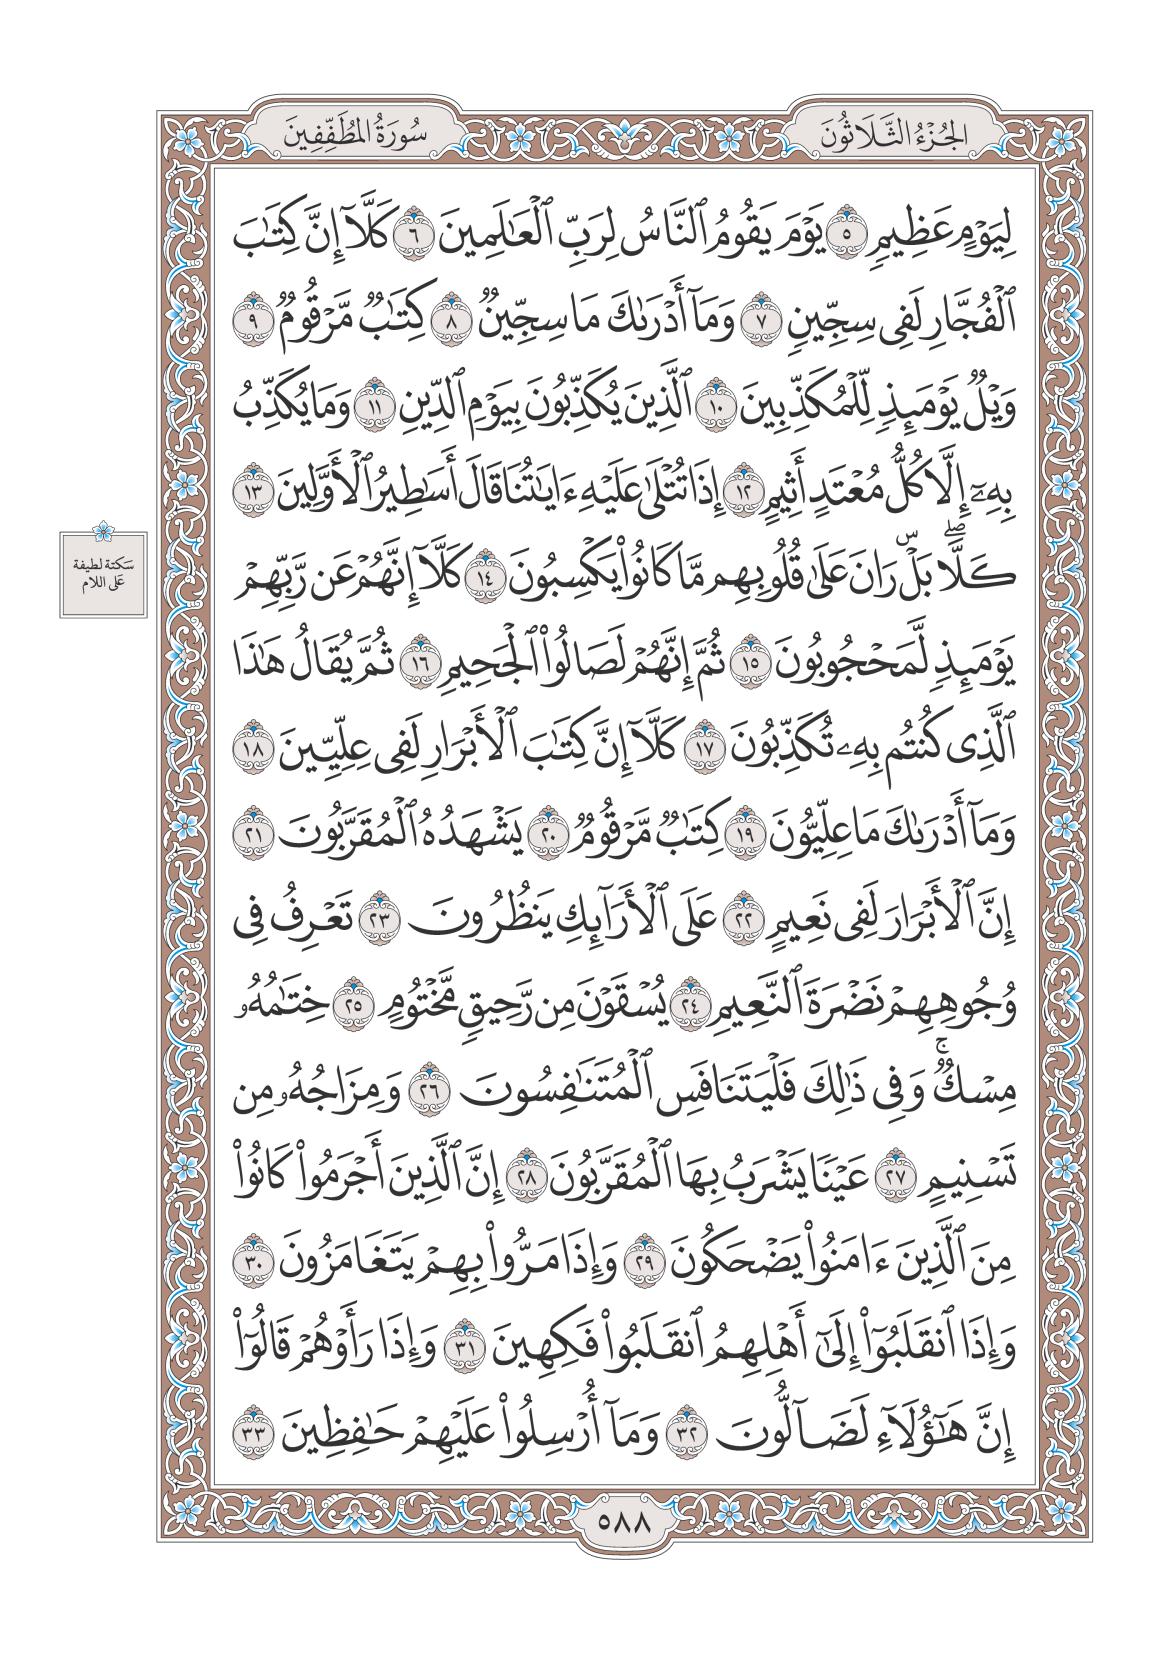 الجُزْءُ الثَّلَاثُونَ
سُورَةُ المُطَفِّفِينَ
لِيَوْمٍ عَظِيمٍ ٥ يَوْمَ يَقُومُ ٱلنَّاسُ لِرَبِّ ٱلْعَٰلَمِينَ ٦ كَلَّآ إِنَّ كِتَٰبَ
ٱلْفُجَّارِ لَفِى سِجِّينٍ ٧ وَمَآ أَدْرَىٰكَ مَا سِجِّينٌ ٨ كِتَٰبٌ مَّرْقُومٌ ٩
وَيْلٌ يَوْمَئِذٍ لِّلْمُكَذِّبِينَ ١٠ ٱلَّذِينَ يُكَذِّبُونَ بِيَوْمِ ٱلدِّينِ ١١ وَمَا يُكَذِّبُ
بِهِۦٓ إِلَّا كُلُّ مُعْتَدٍ أَثِيمٍ ١٢ إِذَا تُتْلَىٰ عَلَيْهِ ءَايَٰتُنَا قَالَ أَسَٰطِيرُ ٱلْأَوَّلِينَ ١٣
كَلَّاۖ بَلْۜ رَانَ عَلَىٰ قُلُوبِهِم مَّا كَانُوا۟ يَكْسِبُونَ ١٤ كَلَّآ إِنَّهُمْ عَن رَّبِّهِمْ
يَوْمَئِذٍ لَّمَحْجُوبُونَ ١٥ ثُمَّ إِنَّهُمْ لَصَالُوا۟ ٱلْجَحِيمِ ١٦ ثُمَّ يُقَالُ هَٰذَا
ٱلَّذِى كُنتُم بِهِۦ تُكَذِّبُونَ ١٧ كَلَّآ إِنَّ كِتَٰبَ ٱلْأَبْرَارِ لَفِى عِلِّيِّينَ ١٨
وَمَآ أَدْرَىٰكَ مَا عِلِّيُّونَ ١٩ كِتَٰبٌ مَّرْقُومٌ ٢٠ يَشْهَدُهُ ٱلْمُقَرَّبُونَ ٢١
إِنَّ ٱلْأَبْرَارَ لَفِى نَعِيمٍ ٢٢ عَلَى ٱلْأَرَآئِكِ يَنظُرُونَ ٢٣ تَعْرِفُ فِى
وُجُوهِهِمْ نَضْرَةَ ٱلنَّعِيمِ ٢٤ يُسْقَوْنَ مِن رَّحِيقٍ مَّخْتُومٍ ٢٥ خِتَٰمُهُۥ
مِسْكٌۚ وَفِى ذَٰلِكَ فَلْيَتَنَافَسِ ٱلْمُتَنَٰفِسُونَ ٢٦ وَمِزَاجُهُۥ مِن
تَسْنِيمٍ ٢٧ عَيْنًا يَشْرَبُ بِهَا ٱلْمُقَرَّبُونَ ٢٨ إِنَّ ٱلَّذِينَ أَجْرَمُوا۟ كَانُوا۟
مِنَ ٱلَّذِينَ ءَامَنُوا۟ يَضْحَكُونَ ٢٩ وَإِذَا مَرُّوا۟ بِهِمْ يَتَغَامَزُونَ ٣٠
وَإِذَا ٱنقَلَبُوٓا۟ إِلَىٰٓ أَهْلِهِمُ ٱنقَلَبُوا۟ فَكِهِينَ ٣١ وَإِذَا رَأَوْهُمْ قَالُوٓا۟
إِنَّ هَٰٓؤُلَآءِ لَضَآلُّونَ ٣٢ وَمَآ أُرْسِلُوا۟ عَلَيْهِمْ حَٰفِظِينَ ٣٣
سكتة لطيفة
على اللام
٥٨٨